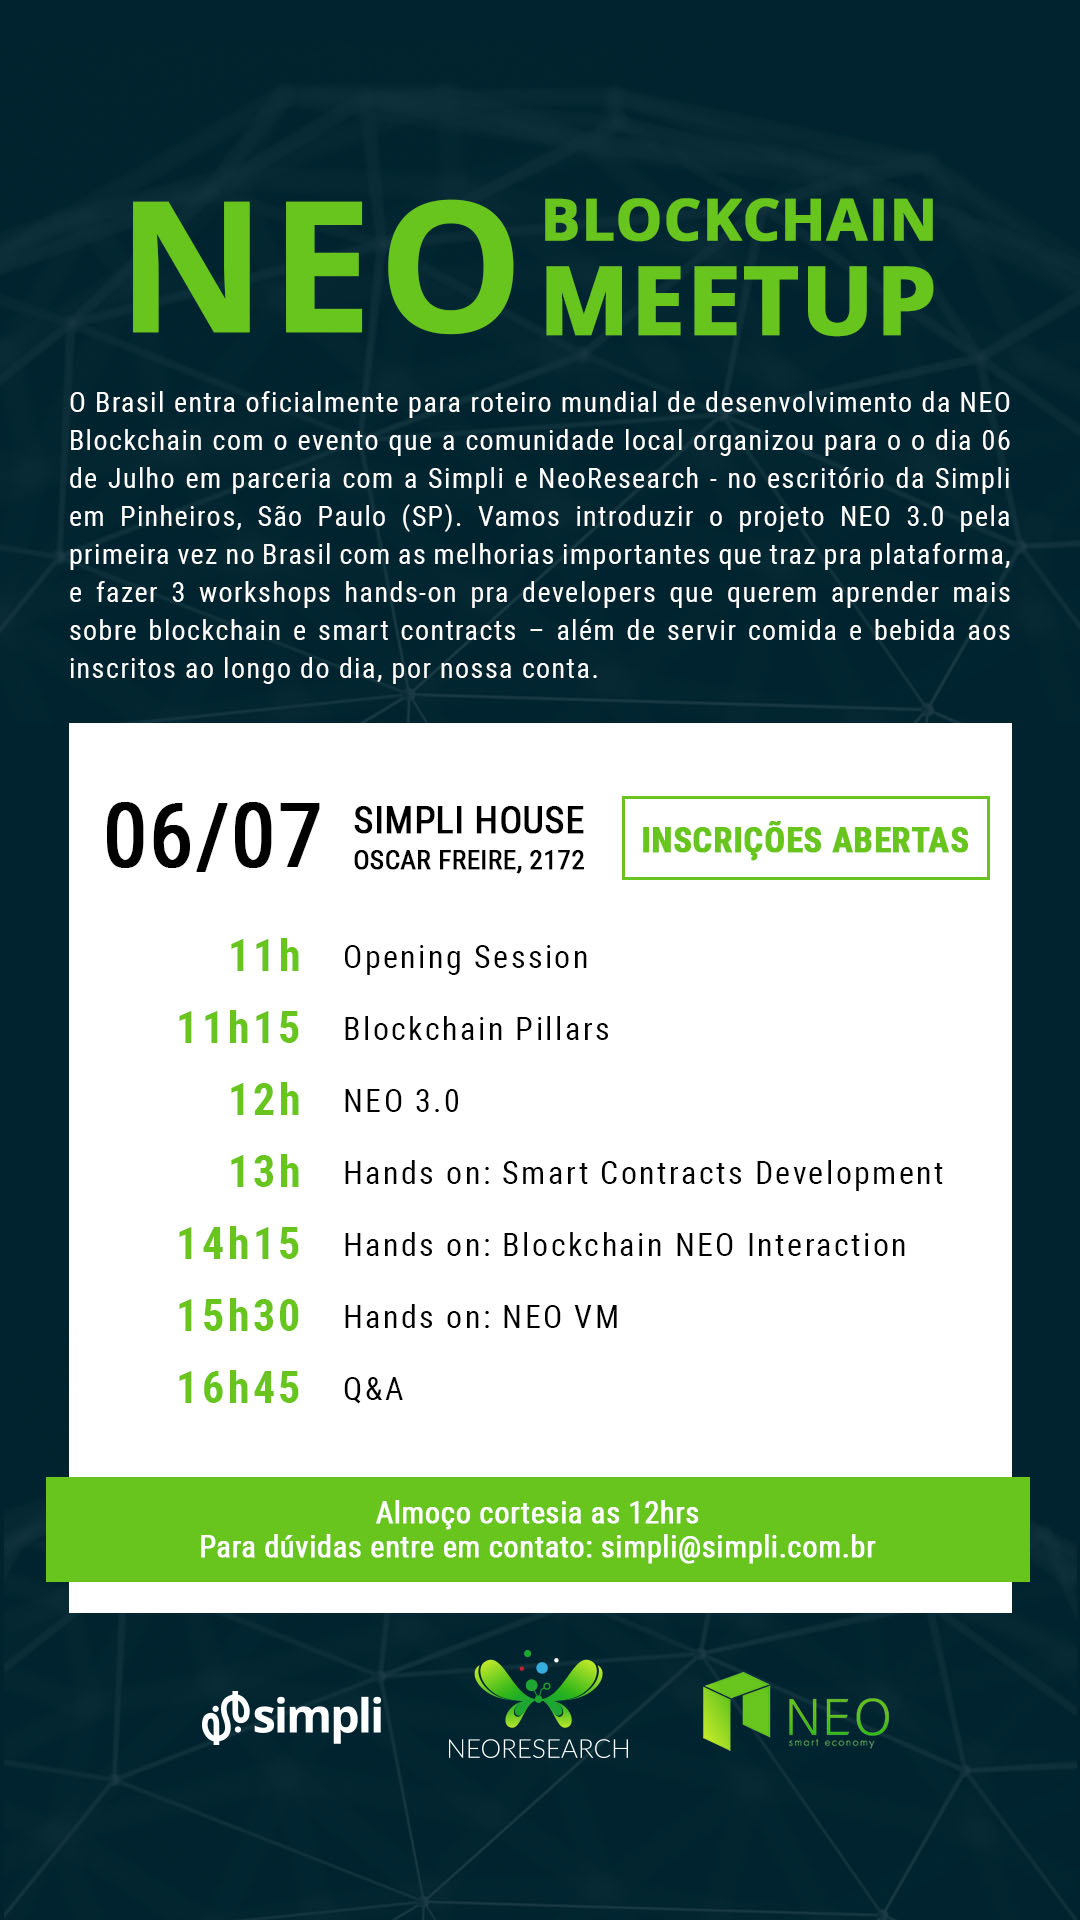 NEO BLOCKCHAIN
MEETUP
O Brasil entra oficialmente para roteiro mundial de desenvolvimento da NEO
Blockchain com o evento que a comunidade local organizou para o o dia 06
de Julho em parceria com a Simpli e NeoResearch - no escritório da Simpli
em Pinheiros, São Paulo (SP). Vamos introduzir o projeto NEO 3.0 pela
primeira vez no Brasil com as melhorias importantes que traz pra plataforma,
e fazer 3 workshops hands-on pra developers que querem aprender mais
sobre blockchain e smart contracts – além de servir comida e bebida aos
inscritos ao longo do dia, por nossa conta.
06/07
SIMPLI HOUSE
OSCAR FREIRE, 2172
INSCRIÇÕES ABERTAS
11h Opening Session
11h15 Blockchain Pillars
12h NEO 3.0
13h Hands on: Smart Contracts Development
14h15 Hands on: Blockchain NEO Interaction
15h30 Hands on: NEO VM
16h45 Q&A
Almoço cortesia as 12hrs
Para dúvidas entre em contato: simpli@simpli.com.br
simpli
NEORESEARCH
NEO
smart economy